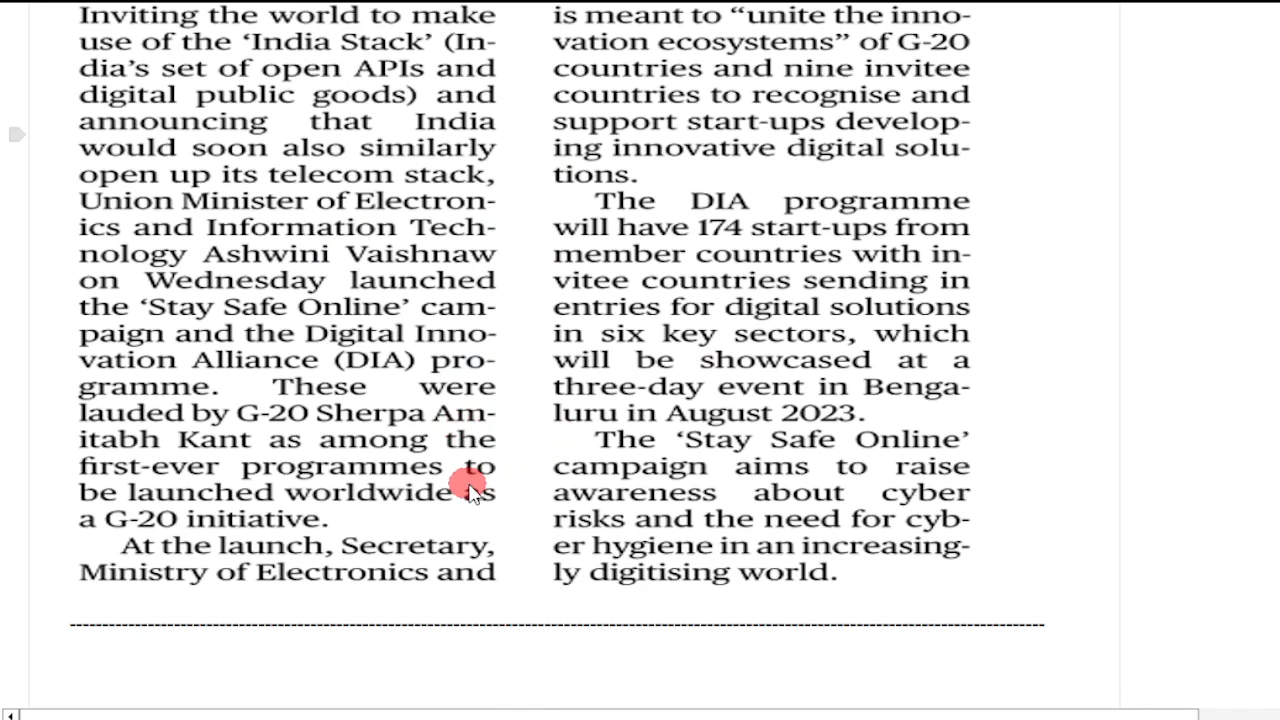 Inviting the world to make
use of the ‘India Stack’ (In-
dia’s set of open APIs and
digital public goods) and
announcing that India
would soon also similarly
open up its telecom stack,
Union Minister of Electron-
ics and Information Tech-
nology Ashwini Vaishnaw
on Wednesday launched
the ‘Stay Safe Online’ cam-
paign and the Digital Inno-
vation Alliance (DIA) pro-
gramme. These were
lauded by G-20 Sherpa Am-
itabh Kant as among the
first-ever programmes to
be launched worldwide as
a G-20 initiative.
At the launch, Secretary,
Ministry of Electronics and
is meant to “unite the inno-
vation ecosystems” of G-20
countries and nine invitee
countries to recognise and
support start-ups develop-
ing innovative digital solu-
tions.
The DIA programme
will have 174 start-ups from
member countries with in-
vitee countries sending in
entries for digital solutions
in six key sectors, which
will be showcased at a
three-day event in Benga-
luru in August 2023.
The ‘Stay Safe Online’
campaign aims to raise
awareness about cyber
risks and the need for cyb-
er hygiene in an increasing-
ly digitising world.